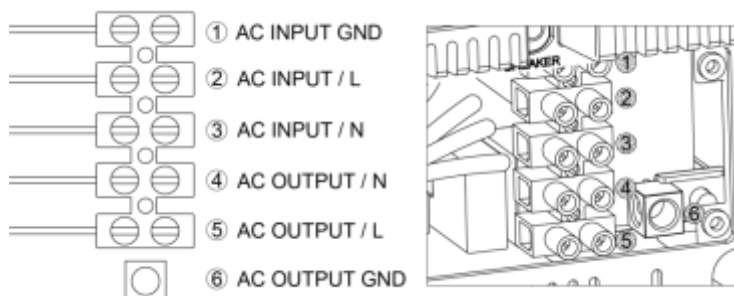 ① AC INPUT GND
② AC INPUT / L
③ AC INPUT / N
④ AC OUTPUT / N
⑤ AC OUTPUT / L
⑥ AC OUTPUT GND
①
②
③
④
⑥
⑤